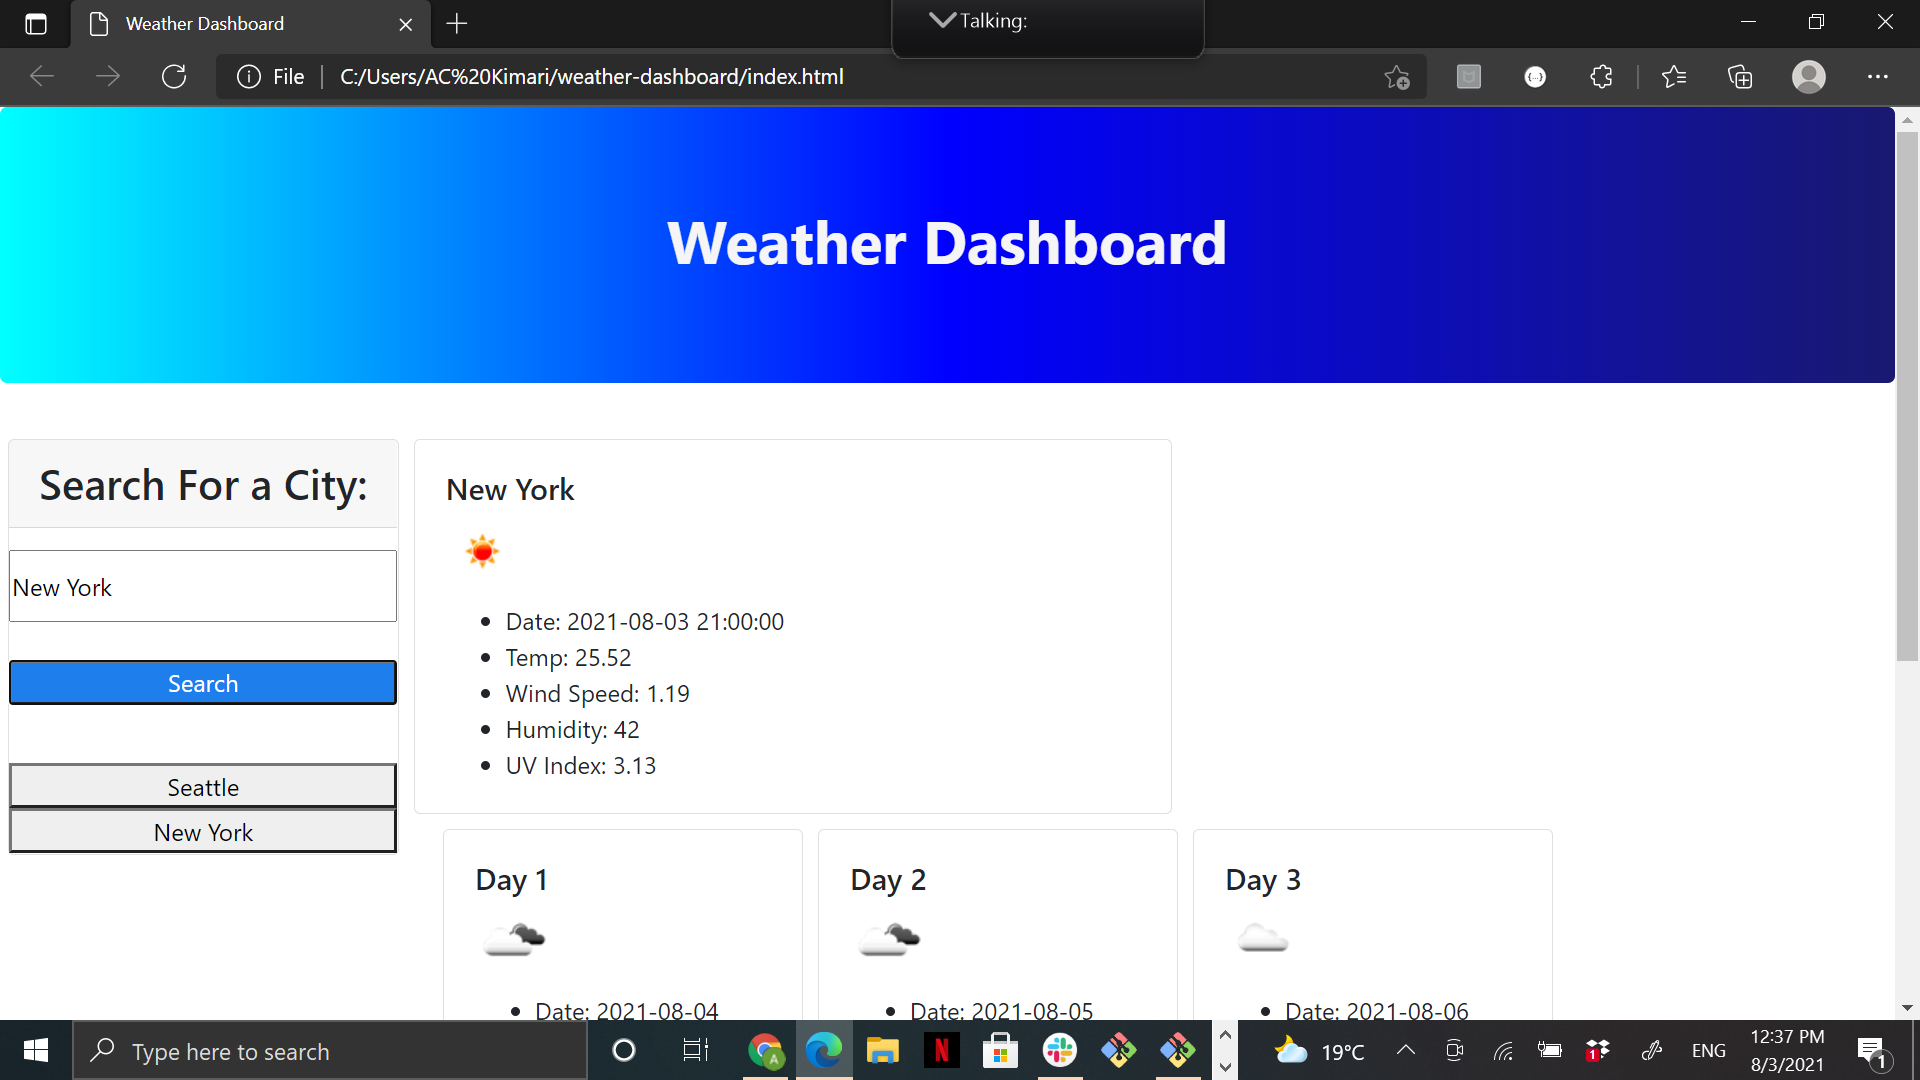 Weather Dashboard
Talking:
File
C:/Users/AC%20Kimari/weather-dashboard/index.html
Weather Dashboard
Search For a City:
New York
Search
Seattle
New York
New York
Date: 2021-08-03 21:00:00
Temp: 25.52
Wind Speed: 1.19
Humidity: 42
UV Index: 3.13
Day 1
Date: 2021-08-04
Day 2
Date: 2021-08-05
Day 3
Date: 2021-08-06
Type here to search
A
N
19°C
1
ENG
12:37 PM
8/3/2021
1